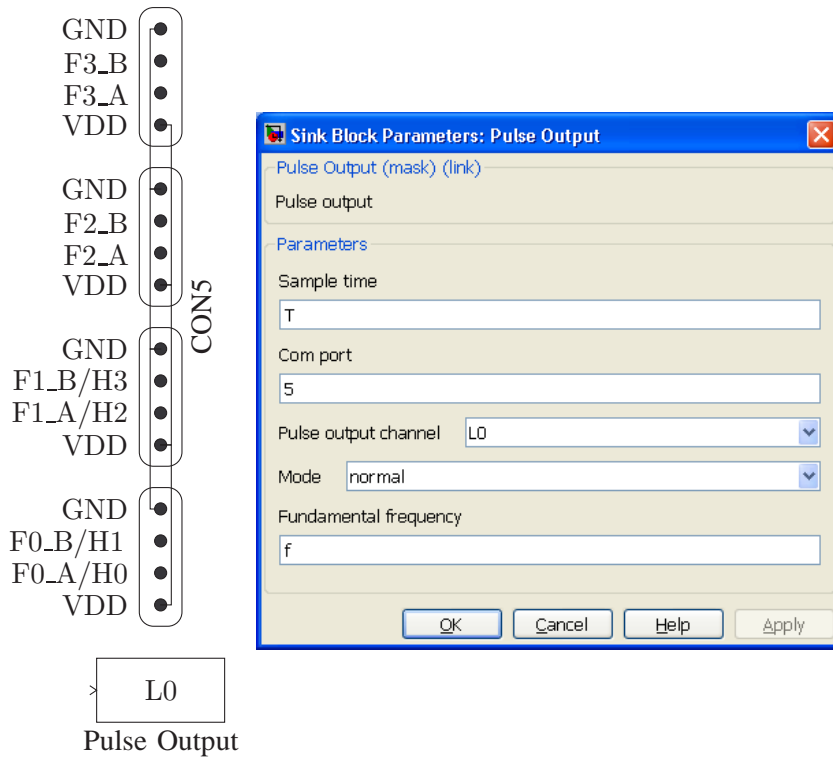 GND
F3_B
F3_A
VDD
GND
F2_B
F2_A
VDD
CON5
GND
F1_B/H3
F1_A/H2
VDD
GND
F0_B/H1
F0_A/H0
VDD
L0
Pulse Output
Sink Block Parameters: Pulse Output
Pulse Output (mask) (link)
Pulse output
Parameters
Sample time
T
Com port
5
Pulse output channel L0
Mode normal
Fundamental frequency
f
OK Cancel Help Apply